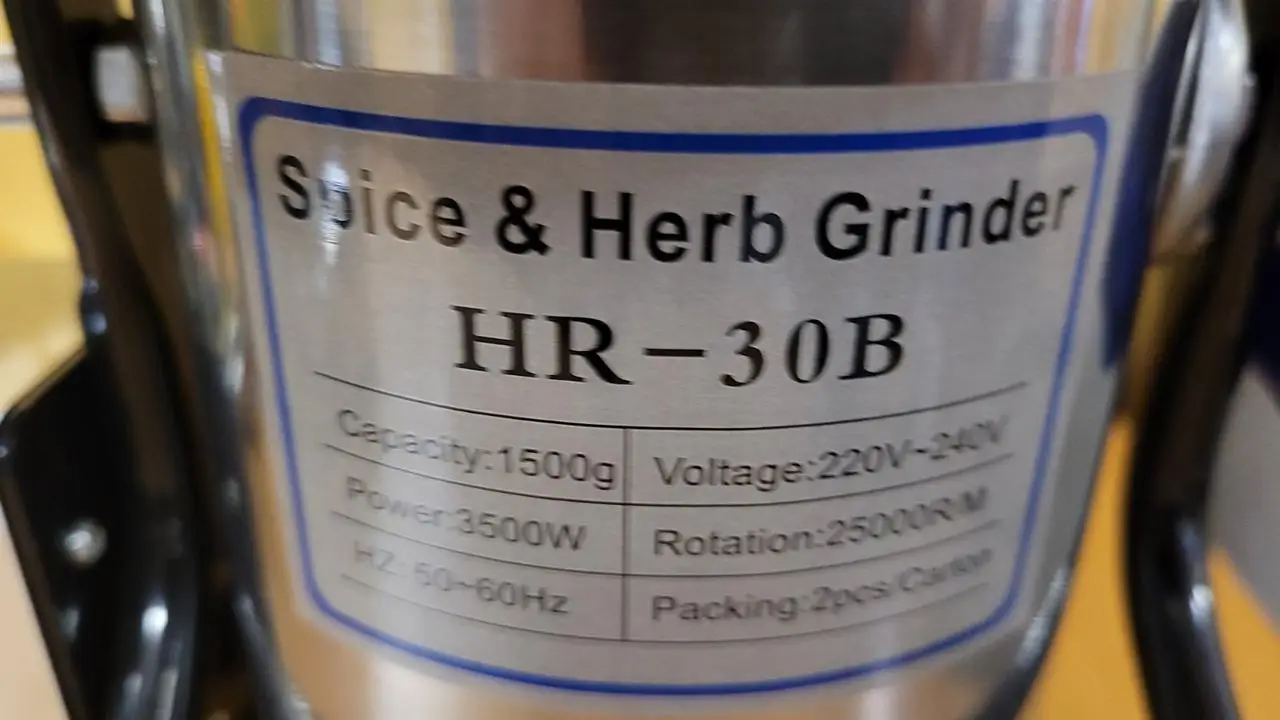 Spice & Herb Grinder
HR-30B
Capacity:1500g Voltage:220V~240V
Power:3500W Rotation:25000R/M
HZ: 50~60Hz Packing:2pcs/Carton